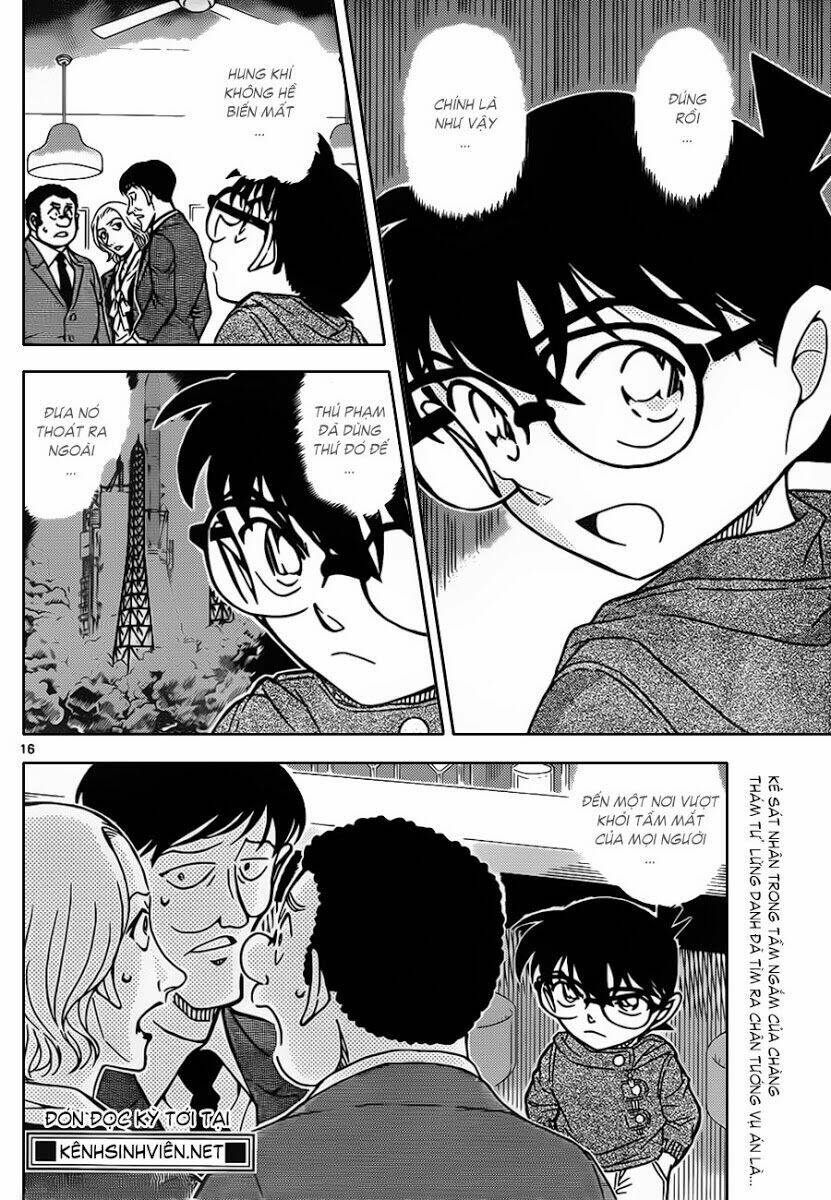 ĐÚNG
RỒI
...
CHÍNH LÀ
NHƯ VẬY
...
HUNG KHÍ
KHÔNG HỀ
BIẾN MẤT
...
THỦ PHẠM
ĐÃ DÙNG
THỨ ĐÓ ĐỂ
...
ĐƯA NÓ
THOÁT RA
NGOÀI
...
16
ĐẾN MỘT NƠI VƯỢT
KHỎI TẦM MẮT
CỦA MỌI NGƯỜI
...
KẺ SÁT NHÂN TRONG TẦM NGẮM CỦA CHÀNG
THÁM TỬ LỪNG DANH ĐÃ TÌM RA CHÂN TƯỚNG VỤ ÁN LÀ...
ĐÓN ĐỌC KỲ TỚI TẠI
KÊNHSINHVIÊN.NET